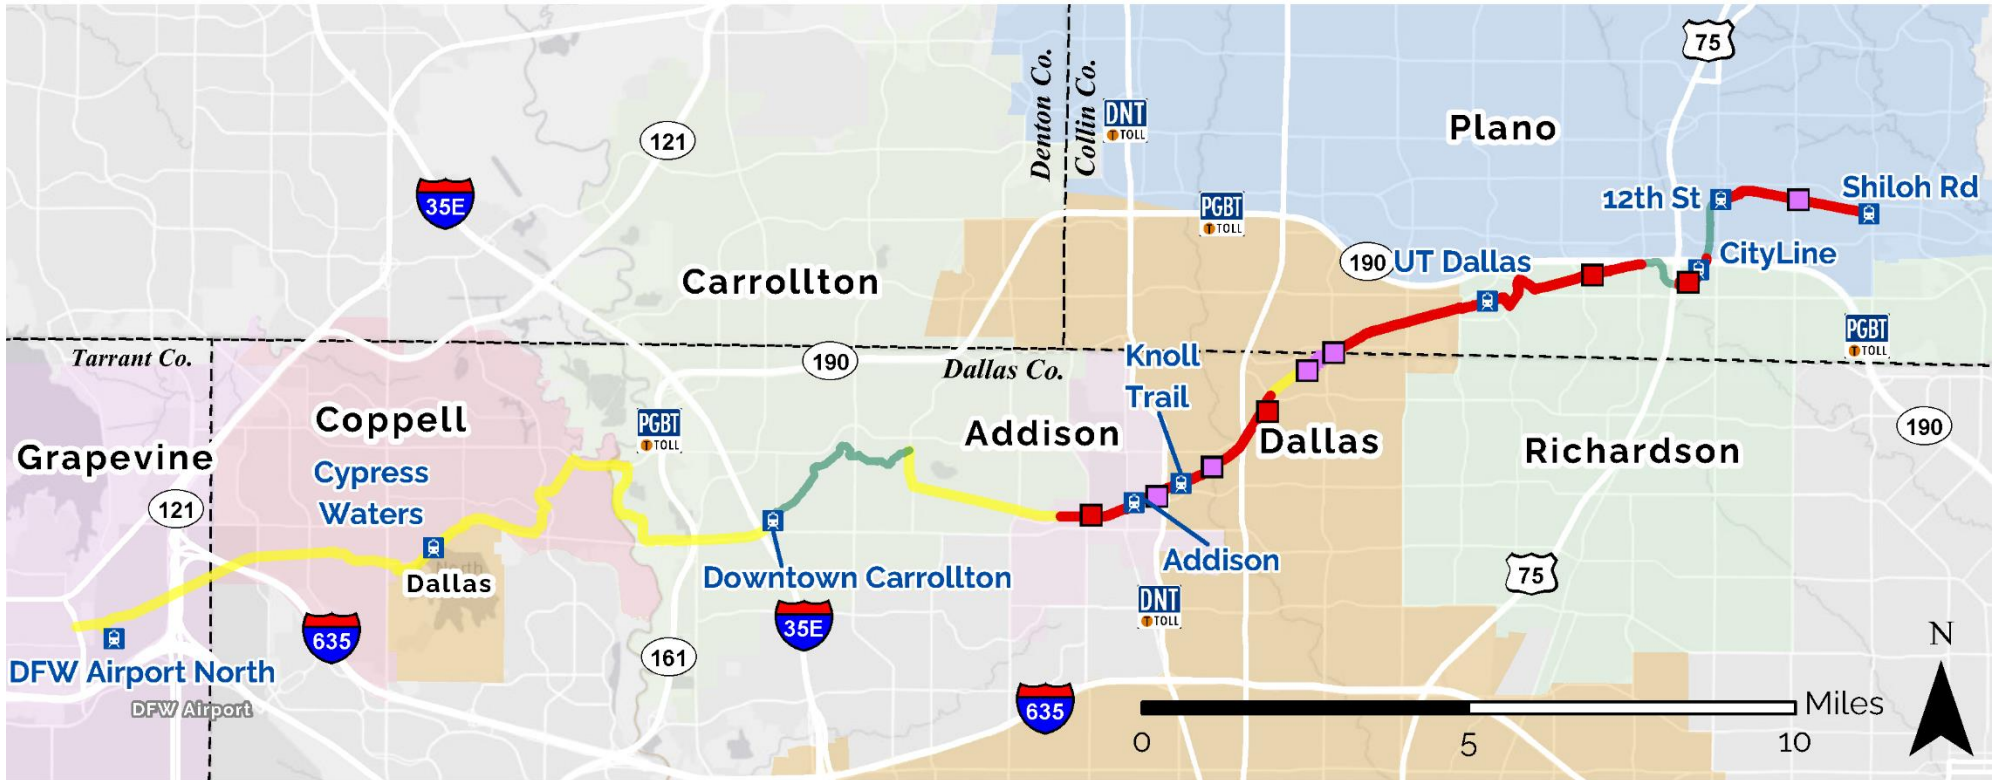 75
Denton Co.
Collin Co.
DNT
TOLL
Plano
121
35E
12th St
Shiloh Rd
PGBT
TOLL
190
UT Dallas
CityLine
Carrollton
PGBT
TOLL
Tarrant Co.
190
Dallas Co.
Knoll
Trail
Coppell
PGBT
TOLL
Addison
Dallas
Richardson
190
Grapevine
Cypress
Waters
121
Addison
North
Dallas
Downtown Carrollton
75
DNT
TOLL
635
35E
161
DFW Airport North
DFW Airport
635
N
Miles
0 5 10